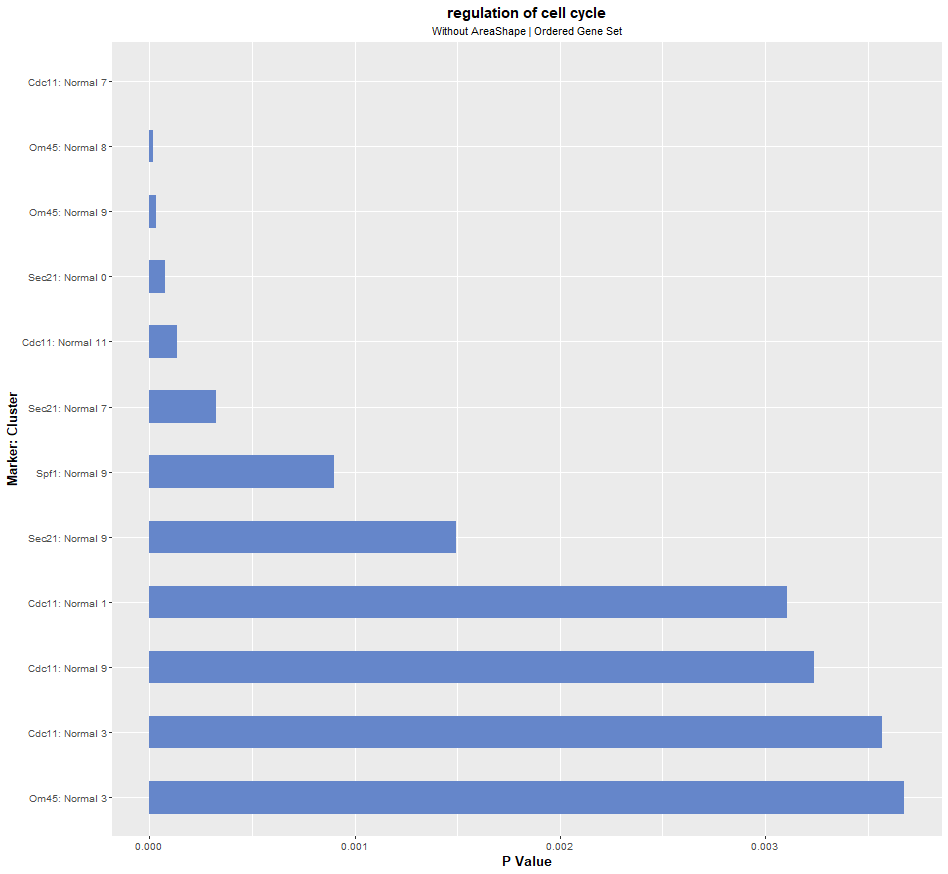 regulation of cell cycle
Without AreaShape | Ordered Gene Set
Marker: Cluster
Cdc11: Normal 7
Om45: Normal 8
Om45: Normal 9
Sec21: Normal 0
Cdc11: Normal 11
Sec21: Normal 7
Spf1: Normal 9
Sec21: Normal 9
Cdc11: Normal 1
Cdc11: Normal 9
Cdc11: Normal 3
Om45: Normal 3
0.000 0.001 0.002 0.003
P Value